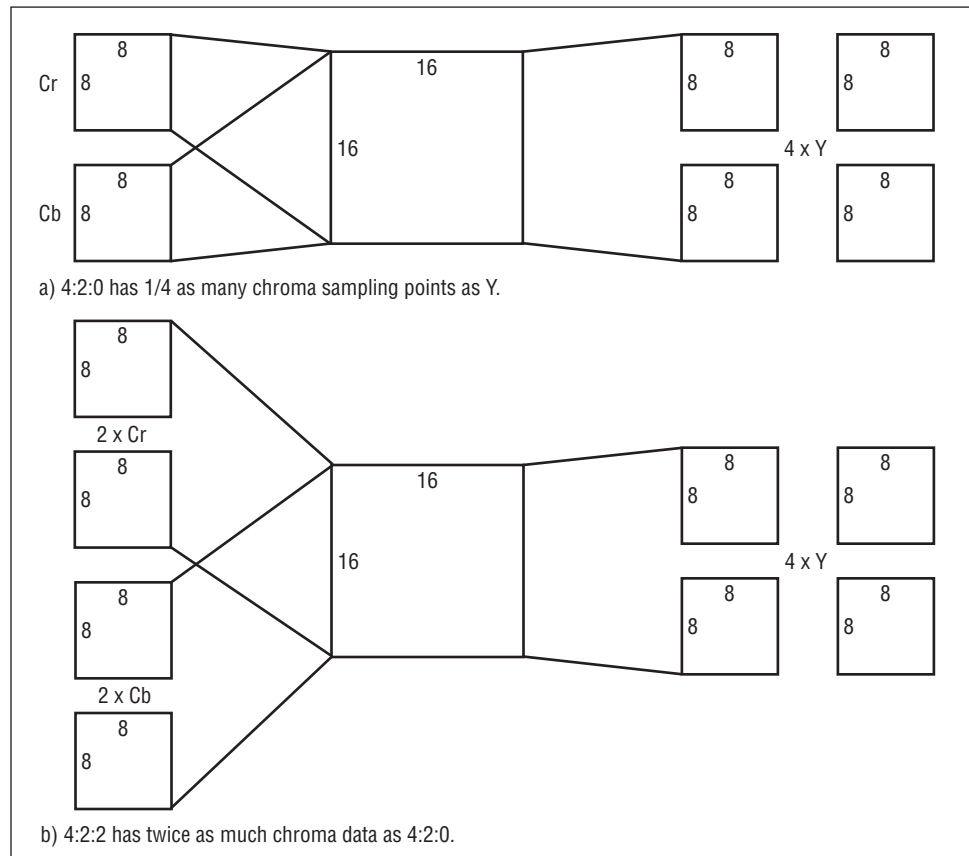 8 8 8
Cr 8 16 8 8
16 4 x Y
8 8 8
Cb 8 8 8
a) 4:2:0 has 1/4 as many chroma sampling points as Y.
8
8
2 x Cr
8 16 8 8
8 8 8
16 4 x Y
8 8 8
8 8 8
2 x Cb
8
8
b) 4:2:2 has twice as much chroma data as 4:2:0.